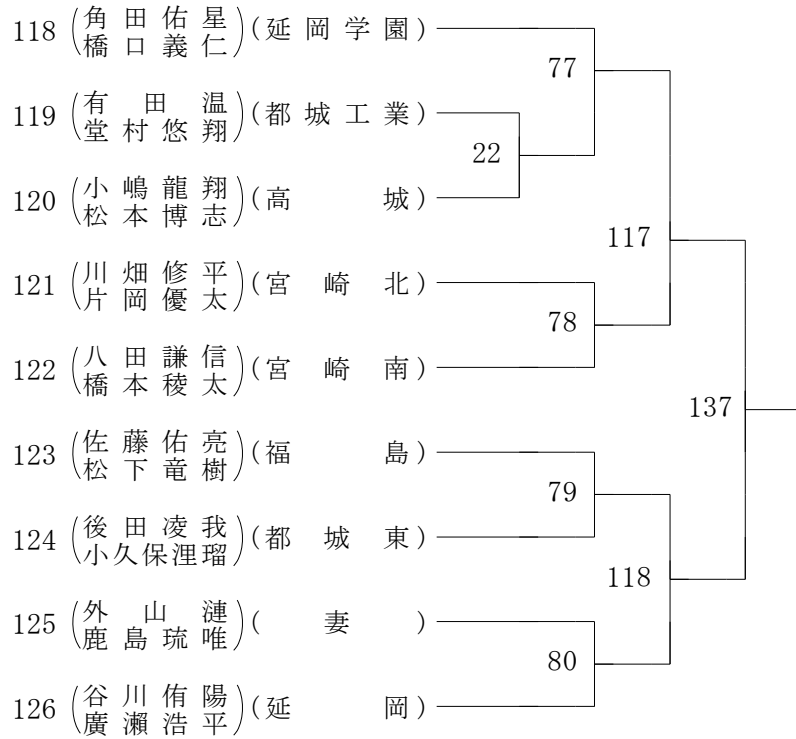 118 (角田佑星 橋口義仁) (延岡学園)
77
119 (有田温 堂村悠翔) (都城工業)
22
120 (小嶋龍翔 松本博志) (高城)
117
121 (川畑修平 片岡優太) (宮崎北)
78
122 (八田謙信 橋本稜太) (宮崎南)
137
123 (佐藤佑亮 松下竜樹) (福島)
79
124 (後田凌我 小久保浬瑠) (都城東)
118
125 (外山漣 鹿島琉唯) (妻)
80
126 (谷川侑陽 廣瀨浩平) (延岡)